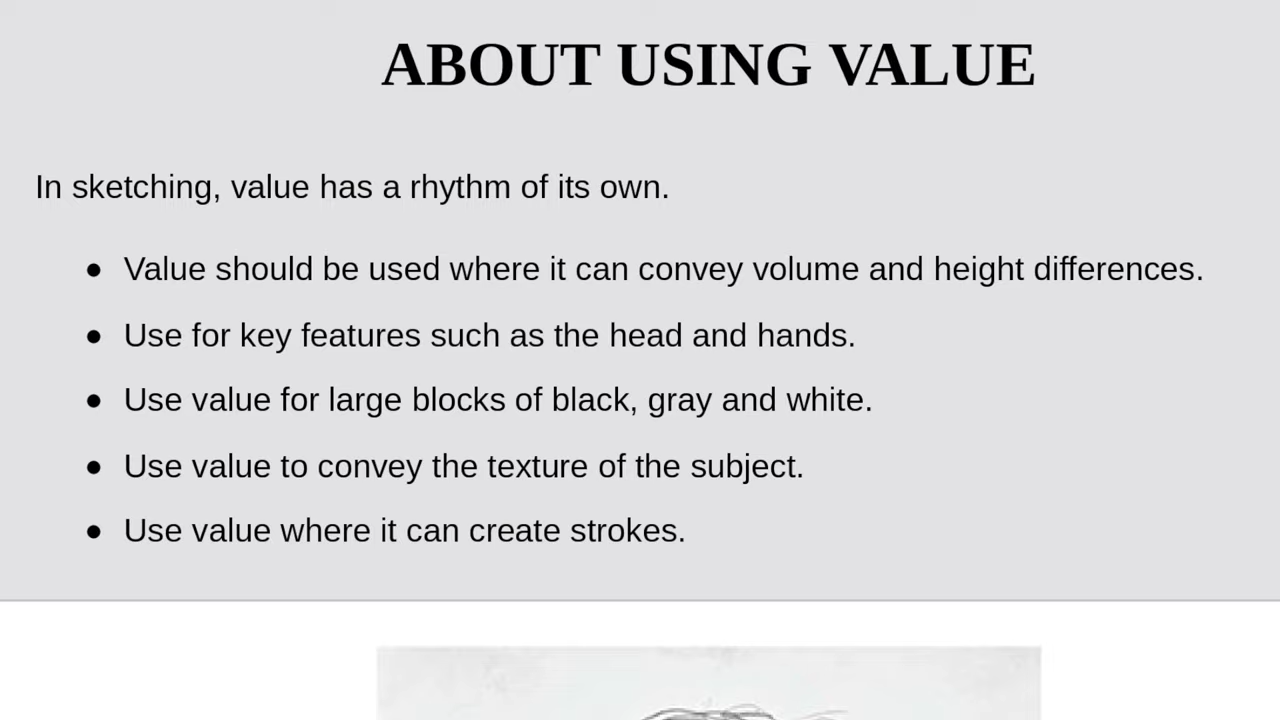 ABOUT USING VALUE
In sketching, value has a rhythm of its own.
● Value should be used where it can convey volume and height differences.
● Use for key features such as the head and hands.
● Use value for large blocks of black, gray and white.
● Use value to convey the texture of the subject.
● Use value where it can create strokes.